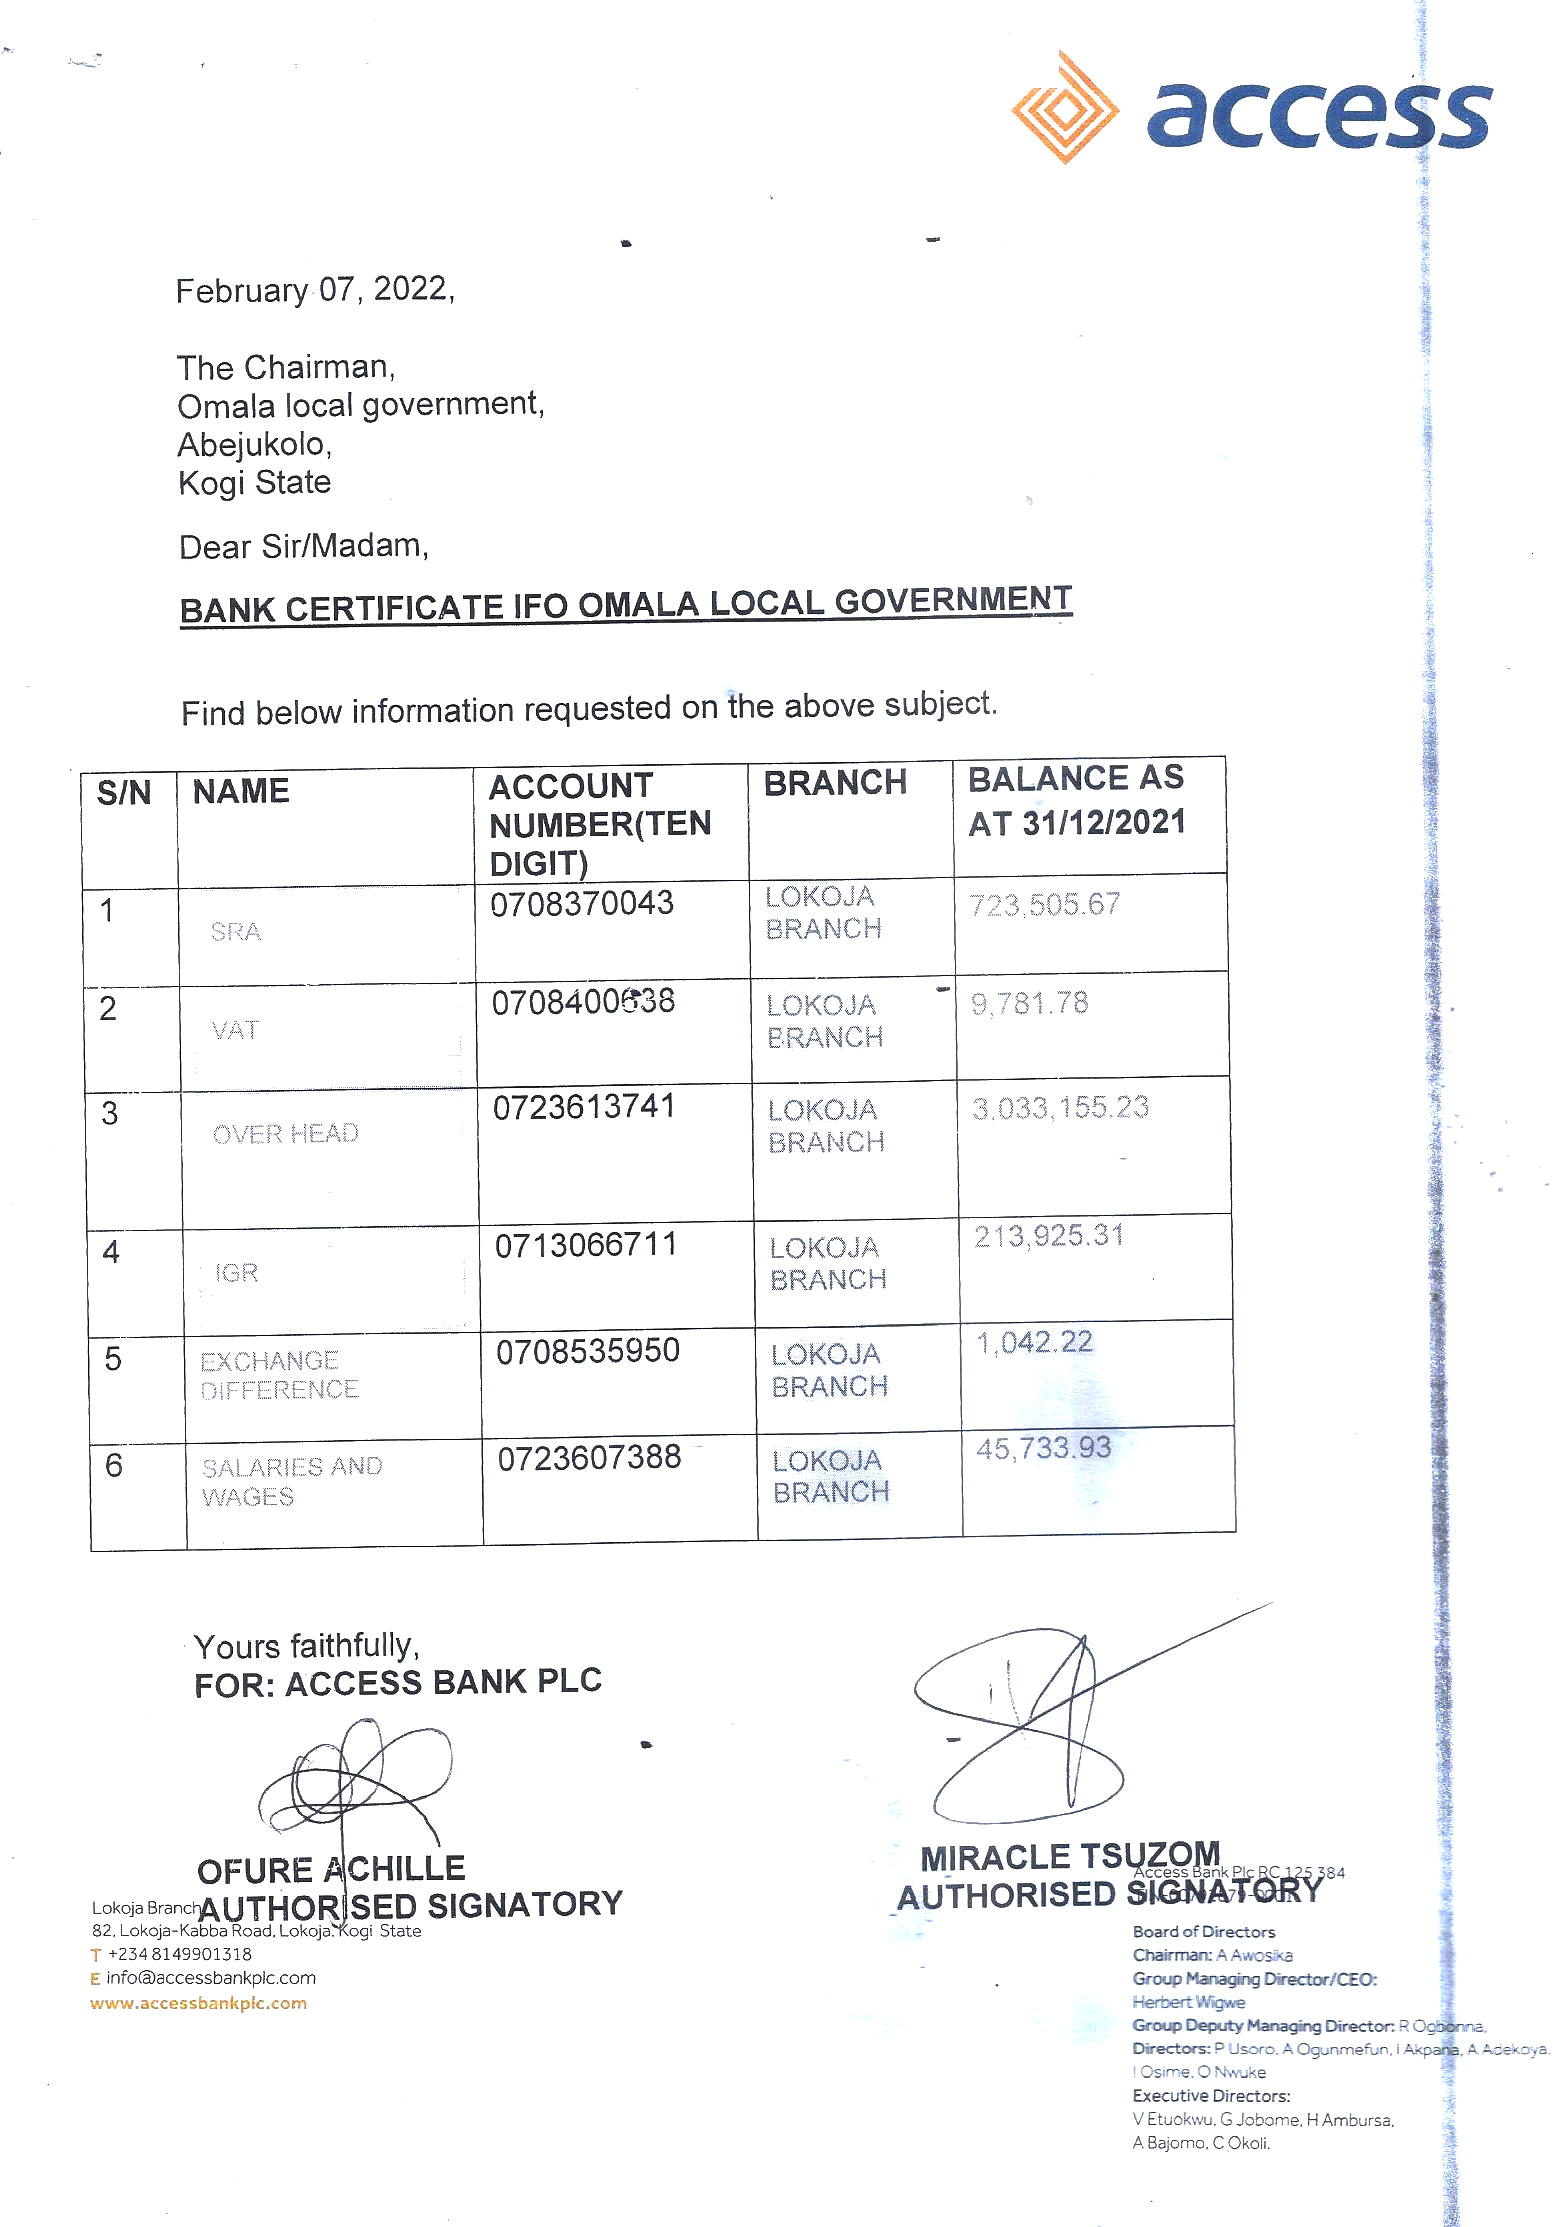 access
February 07, 2022,
The Chairman,
Omala local government,
Abejukolo,
Kogi State
Dear Sir/Madam,
BANK CERTIFICATE IFO OMALA LOCAL GOVERNMENT
Find below information requested on the above subject.
S/N NAME ACCOUNT NUMBER(TEN DIGIT) BRANCH BALANCE AS AT 31/12/2021
1 SRA 0708370043 LOKOJA BRANCH 723,505.67
2 VAT 0708400638 LOKOJA BRANCH 9,781.78
3 OVER HEAD 0723613741 LOKOJA BRANCH 3,033,155.23
4 IGR 0713066711 LOKOJA BRANCH 213,925.31
5 EXCHANGE DIFFERENCE 0708535950 LOKOJA BRANCH 1,042.22
6 SALARIES AND WAGES 0723607388 LOKOJA BRANCH 45,733.93
Yours faithfully,
FOR: ACCESS BANK PLC
OFURE ACHILLE
AUTHORISED SIGNATORY
MIRACLE TSUZOM
AUTHORISED SIGNATORY
Lokoja Branch
82, Lokoja-Kabba Road, Lokoja, Kogi State
T +234 8149901318
E info@accessbankplc.com
www.accessbankplc.com
Access Bank Plc RC 125 384
Board of Directors
Chairman: A Awosika
Group Managing Director/CEO:
Herbert Wigwe
Group Deputy Managing Director: R Ogbonna,
Directors: P Usoro, A Ogunmefun, I Akpana, A Adekoya,
I Osime, O Nwuke
Executive Directors:
V Etuokwu, G Jobome, H Ambursa,
A Bajomo, C Okoli.